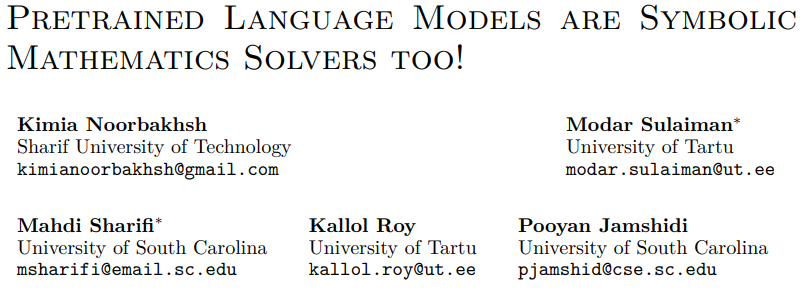 Pretrained Language Models are Symbolic
Mathematics Solvers too!
Kimia Noorbakhsh
Sharif University of Technology
kimianoorbakhsh@gmail.com
Modar Sulaiman*
University of Tartu
modar.sulaiman@ut.ee
Mahdi Sharifi*
University of South Carolina
msharifi@email.sc.edu
Kallol Roy
University of Tartu
kallol.roy@ut.ee
Pooyan Jamshidi
University of South Carolina
pjamshid@cse.sc.edu